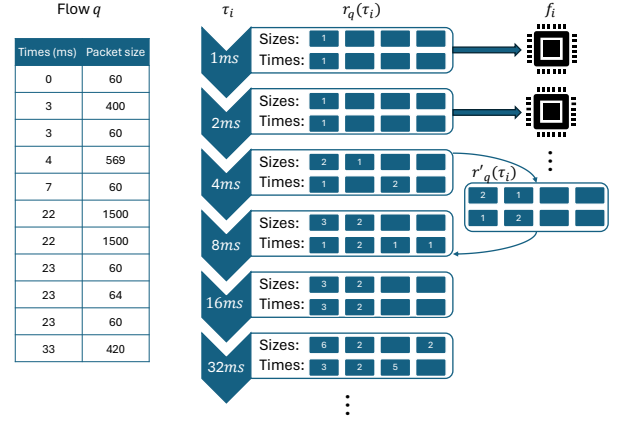 Flow q
Times (ms) Packet size
0 60
3 400
3 60
4 569
7 60
22 1500
22 1500
23 60
23 64
23 60
33 420
τᵢ r_q(τᵢ) fᵢ
1ms
Sizes: 1
Times: 1
2ms
Sizes: 1
Times: 1
4ms
Sizes: 2 1
Times: 1 2
r'_q(τᵢ)
2 1
1 2
8ms
Sizes: 3 2
Times: 1 2 1 1
16ms
Sizes: 3 2
Times: 3 2
32ms
Sizes: 6 2 2
Times: 3 2 5